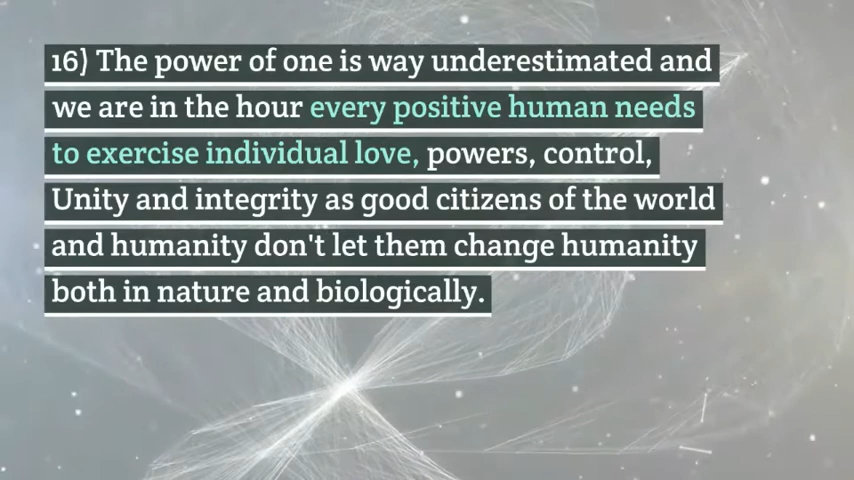 16) The power of one is way underestimated and
we are in the hour every positive human needs
to exercise individual love, powers, control,
Unity and integrity as good citizens of the world
and humanity don't let them change humanity
both in nature and biologically.